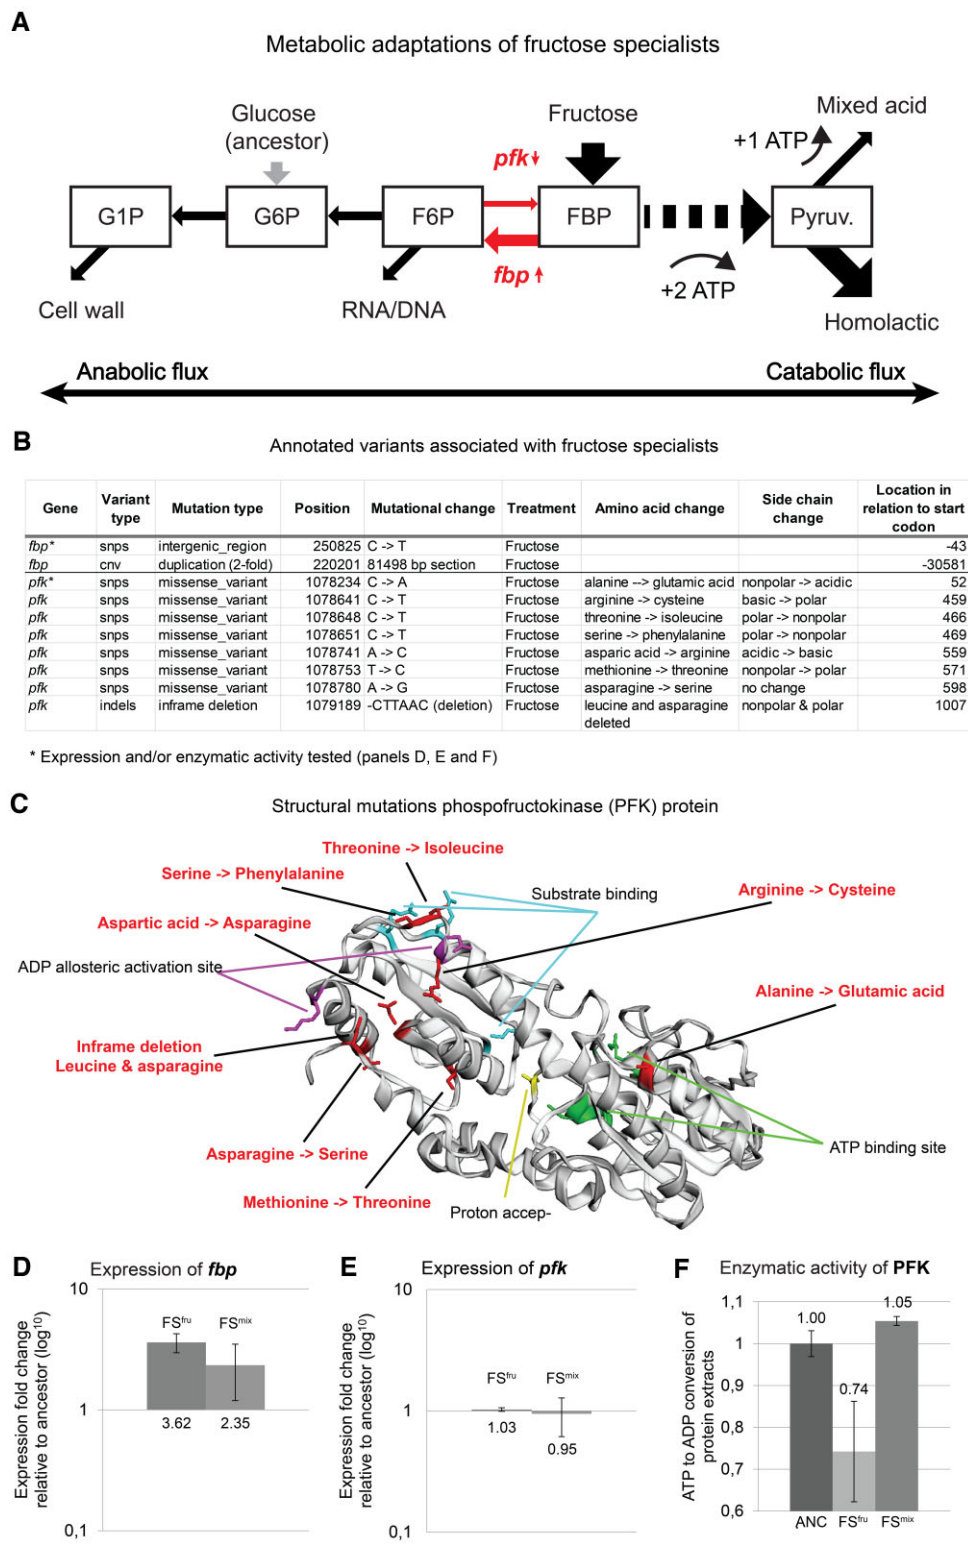 A
Metabolic adaptations of fructose specialists
Glucose
(ancestor)
Fructose
Mixed acid
+1 ATP
pfk
G1P
G6P
F6P
FBP
Pyruv.
fbp
+2 ATP
Cell wall
RNA/DNA
Homolactic
Anabolic flux
Catabolic flux
B
Annotated variants associated with fructose specialists
Gene Variant type Mutation type Position Mutational change Treatment Amino acid change Side chain change Location in relation to start codon
fbp* snps intergenic_region 250825 C -> T Fructose -43
fbp cnv duplication (2-fold) 220201 81498 bp section Fructose -30581
pfk* snps missense_variant 1078234 C -> A Fructose alanine --> glutamic acid nonpolar -> acidic 52
pfk snps missense_variant 1078641 C -> T Fructose arginine -> cysteine basic -> polar 459
pfk snps missense_variant 1078648 C -> T Fructose threonine -> isoleucine polar -> nonpolar 466
pfk snps missense_variant 1078651 C -> T Fructose serine -> phenylalanine polar -> nonpolar 469
pfk snps missense_variant 1078741 A -> C Fructose asparic acid -> arginine acidic -> basic 559
pfk snps missense_variant 1078753 T -> C Fructose methionine -> threonine nonpolar -> polar 571
pfk snps missense_variant 1078780 A -> G Fructose asparagine -> serine no change 598
pfk indels inframe deletion 1079189 -CTTAAC (deletion) Fructose leucine and asparagine deleted nonpolar & polar 1007
* Expression and/or enzymatic activity tested (panels D, E and F)
C
Structural mutations phospofructokinase (PFK) protein
Threonine -> Isoleucine
Serine -> Phenylalanine
Substrate binding
Arginine -> Cysteine
Aspartic acid -> Asparagine
ADP allosteric activation site
Alanine -> Glutamic acid
Inframe deletion
Leucine & asparagine
Asparagine -> Serine
ATP binding site
Methionine -> Threonine
Proton accep-
D
Expression of fbp
Expression fold change
relative to ancestor (log10)
10
1
0,1
FSfru
FSmix
3.62
2.35
E
Expression of pfk
Expression fold change
relative to ancestor (log10)
10
1
0,1
FSfru
FSmix
1.03
0.95
F
Enzymatic activity of PFK
ATP to ADP conversion of
protein extracts
1,1
1
0,9
0,8
0,7
0,6
1.00
0.74
1.05
ANC
FSfru
FSmix